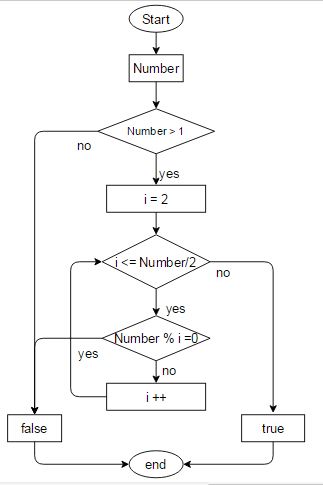 Start
Number
Number > 1
no
yes
i = 2
i <= Number/2
no
yes
Number % i =0
yes
no
i ++
false
true
end